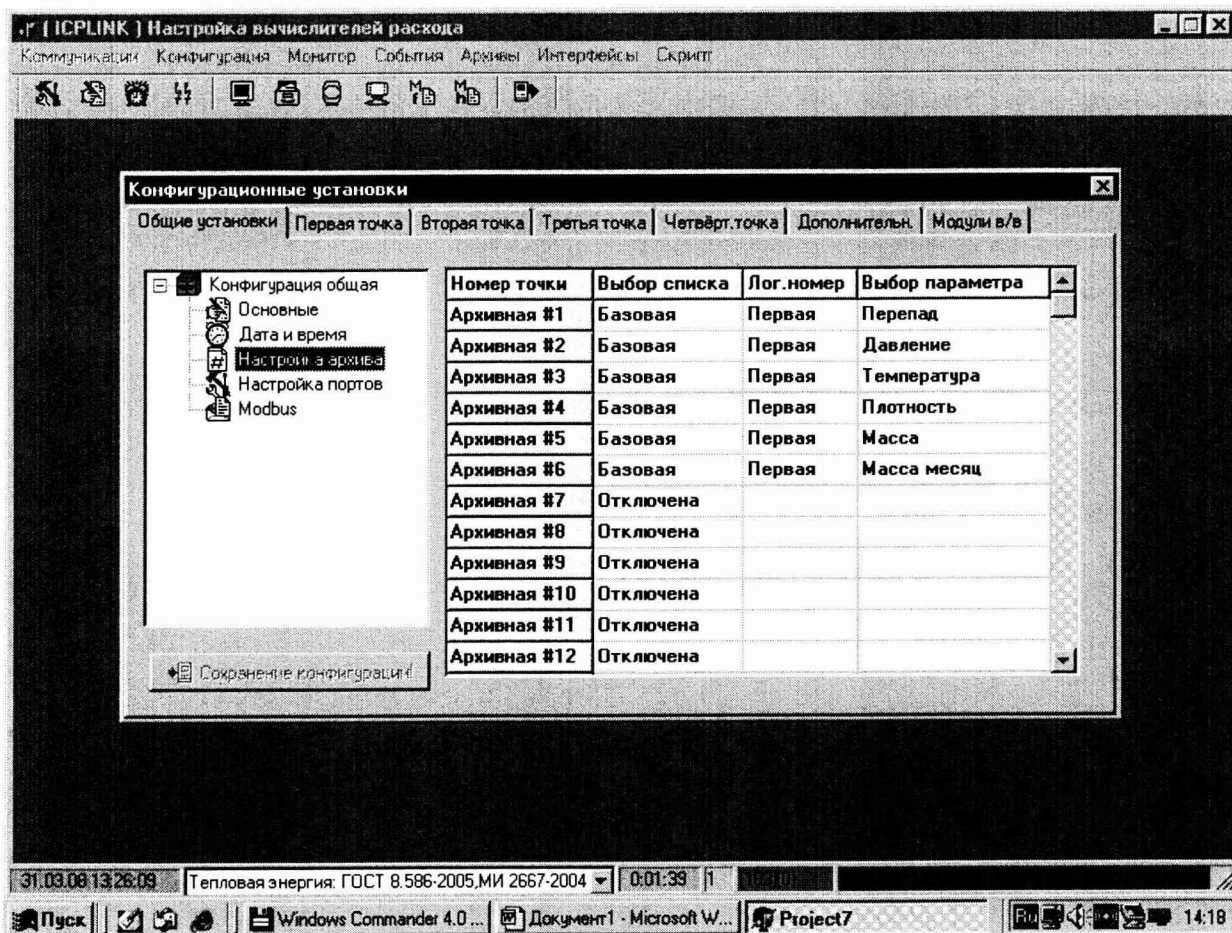 [ ICPLINK ] Настройка вычислителей расхода
Коммуникации Конфигурация Монитор События Архивы Интерфейсы Скрипт
Конфигурационные установки
Общие установки Первая точка Вторая точка Третья точка Четвёрт.точка Дополнительн. Модули в/в
Конфигурация общая
Основные
Дата и время
Настройка архива
Настройка портов
Modbus
Сохранение конфигурации
Номер точки Выбор списка Лог.номер Выбор параметра
Архивная #1 Базовая Первая Перепад
Архивная #2 Базовая Первая Давление
Архивная #3 Базовая Первая Температура
Архивная #4 Базовая Первая Плотность
Архивная #5 Базовая Первая Масса
Архивная #6 Базовая Первая Масса месяц
Архивная #7 Отключена
Архивная #8 Отключена
Архивная #9 Отключена
Архивная #10 Отключена
Архивная #11 Отключена
Архивная #12 Отключена
31.03.08 13:26:09 Тепловая энергия: ГОСТ 8.586-2005,МИ 2667-2004 0:01:39 1
Пуск Windows Commander 4.0 ... Документ1 - Microsoft W... Project7 Ru 14:18